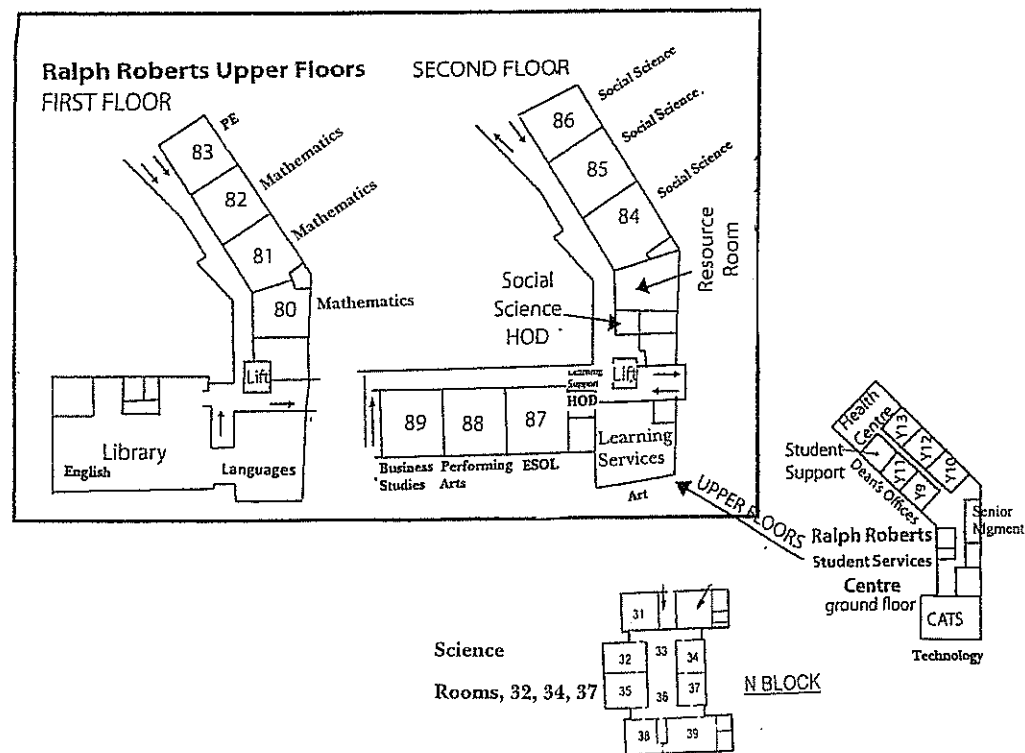 Ralph Roberts Upper Floors
FIRST FLOOR
SECOND FLOOR
83
PE
82
Mathematics
81
Mathematics
80
Mathematics
Lift
Library
English
Languages
86
Social Science
85
Social Science
84
Social Science
Resource
Room
Social
Science
HOD
Learning
Support
HOD
Lift
89
88
87
Learning
Services
Business
Studies
Performing
Arts
ESOL
Art
UPPER FLOORS
Health
Centre
Y13
Y12
Y10
Student
Support
Y11
Y9
Dean's Offices
Senior
Ralph Roberts
Student Services
Centre
ground floor
CATS
Technology
Science
Rooms, 32, 34, 37
31
33
32
34
35
36
37
38
39
N BLOCK